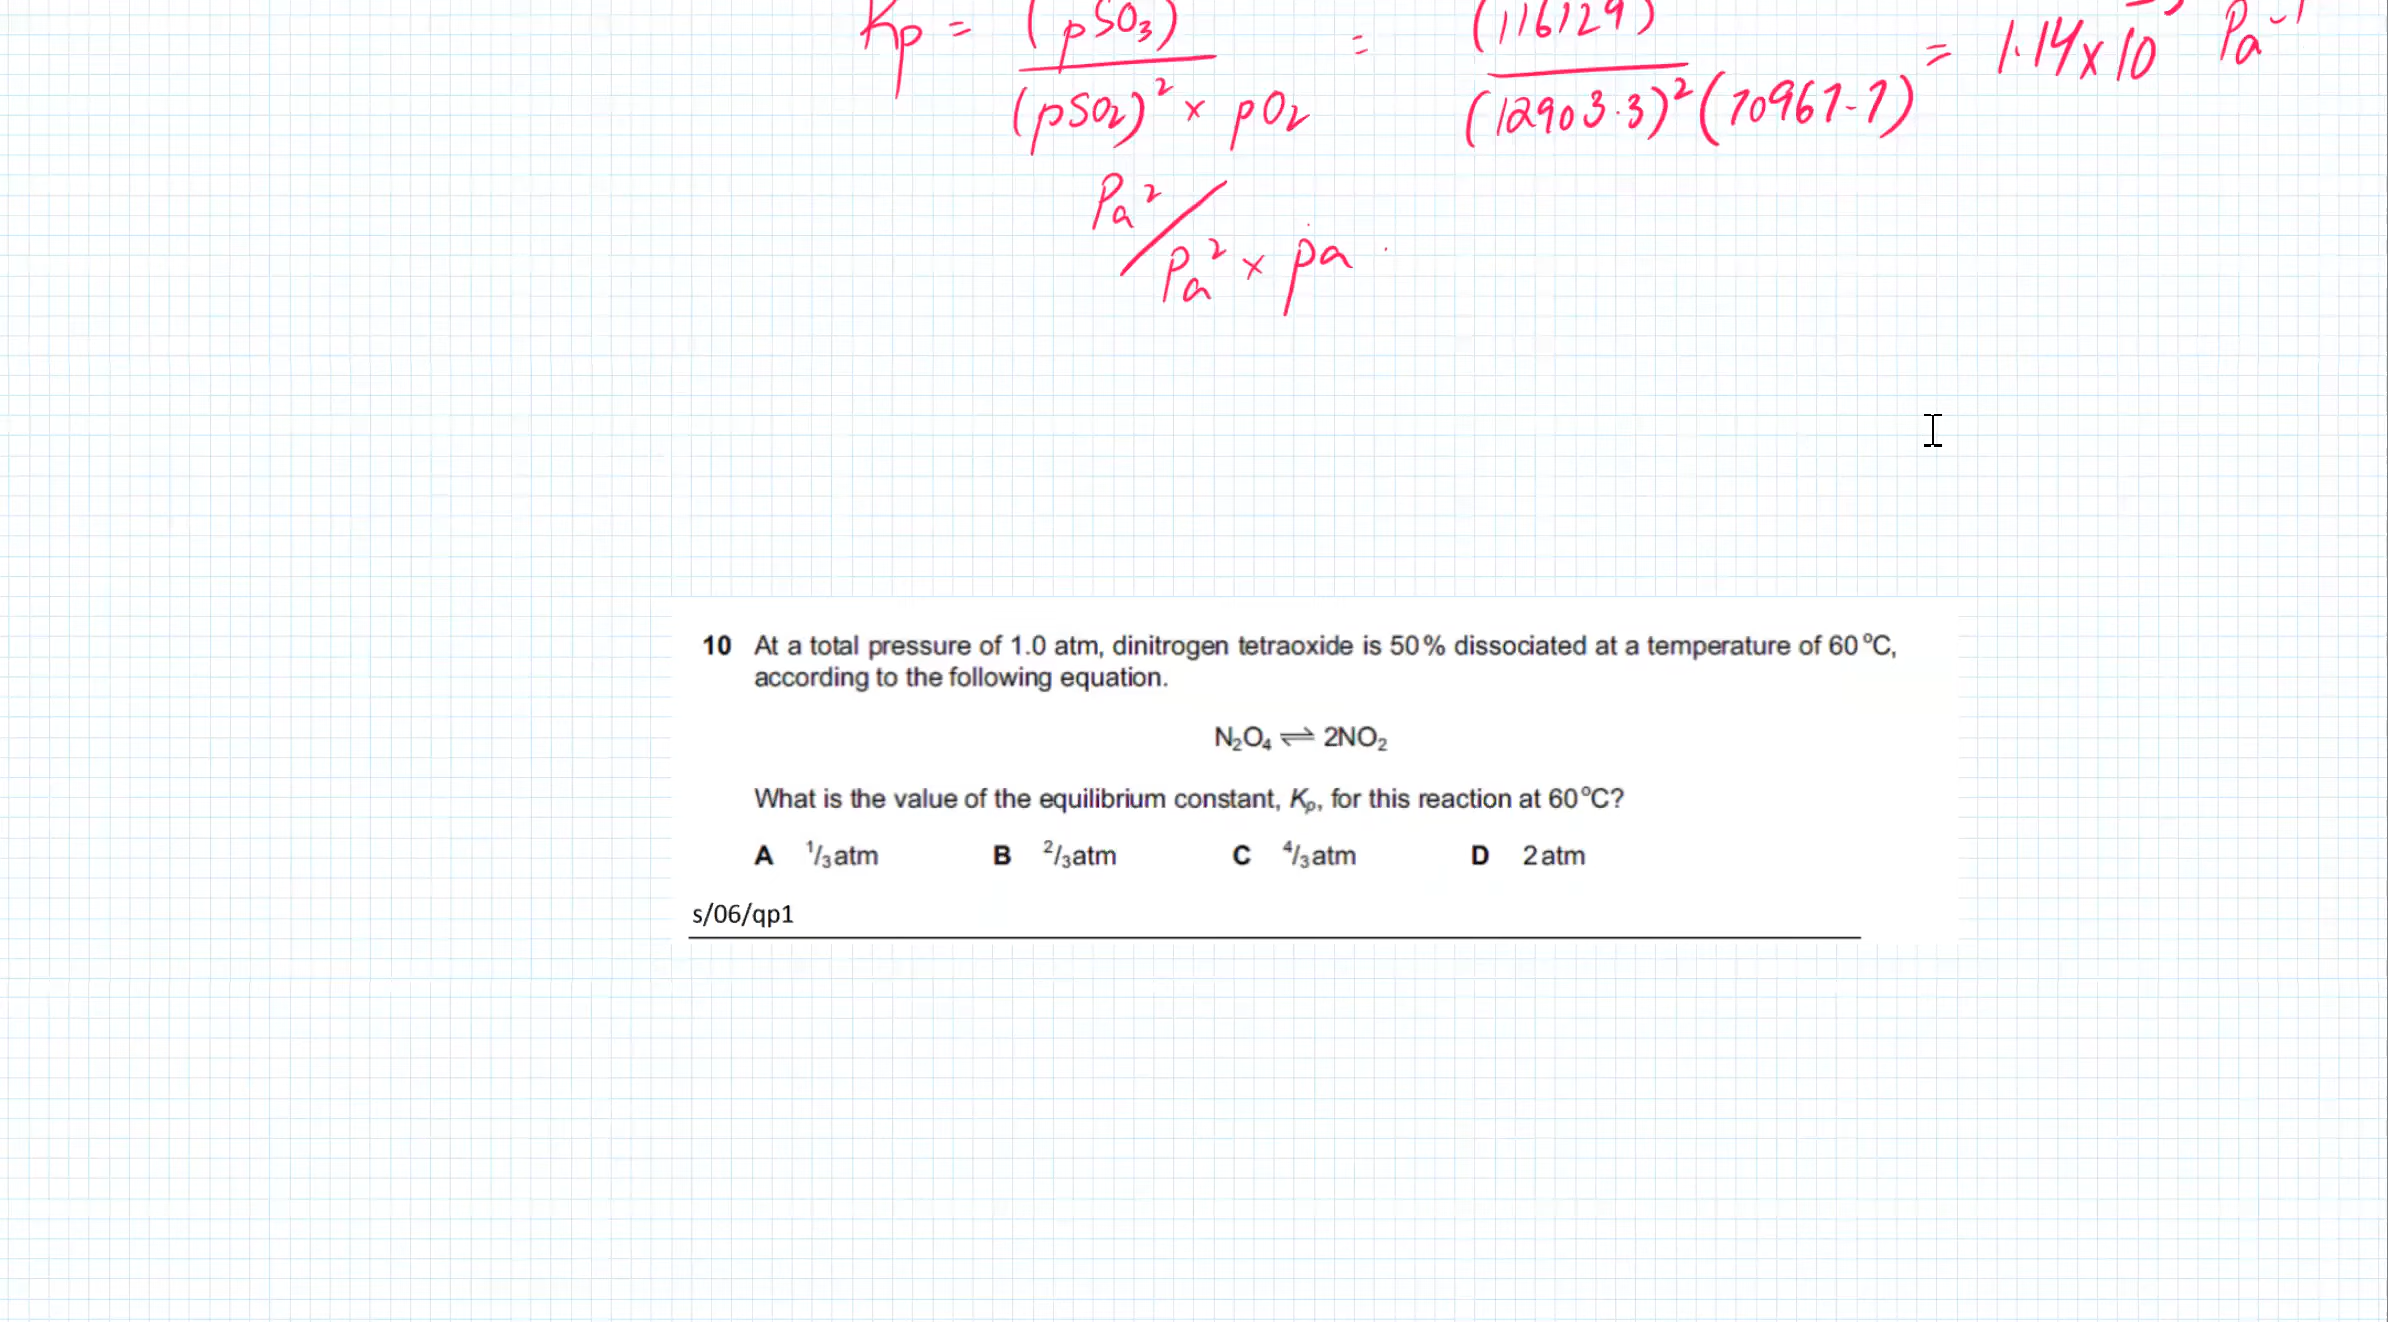 Kp = (pSO₃) = (116129) = 1.14 x 10 Pa⁻¹
(pSO₂)² x pO₂ (12903.3)² (70967.7)
Pa²
Pa² x pa
10 At a total pressure of 1.0 atm, dinitrogen tetraoxide is 50% dissociated at a temperature of 60 °C,
according to the following equation.
N₂O₄ ⇌ 2NO₂
What is the value of the equilibrium constant, Kp, for this reaction at 60 °C?
A 1/3 atm B 2/3 atm C 4/3 atm D 2 atm
s/06/qp1